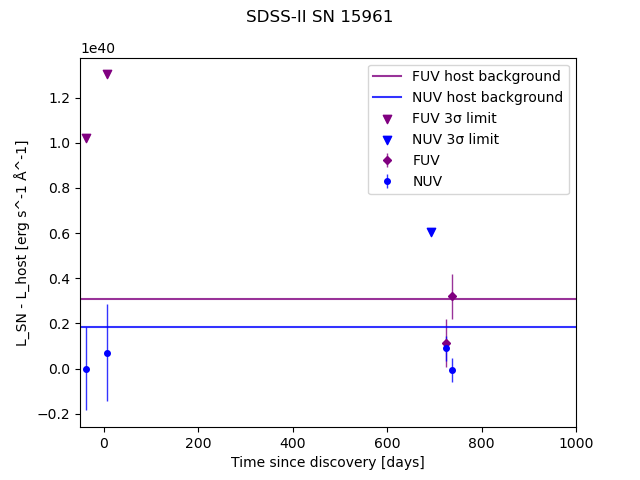 SDSS-II SN 15961
1e40
FUV host background
NUV host background
FUV 3σ limit
NUV 3σ limit
FUV
NUV
1.2
1.0
0.8
0.6
0.4
0.2
0.0
−0.2
L_SN - L_host [erg s^-1 Å^-1]
0
200
400
600
800
1000
Time since discovery [days]